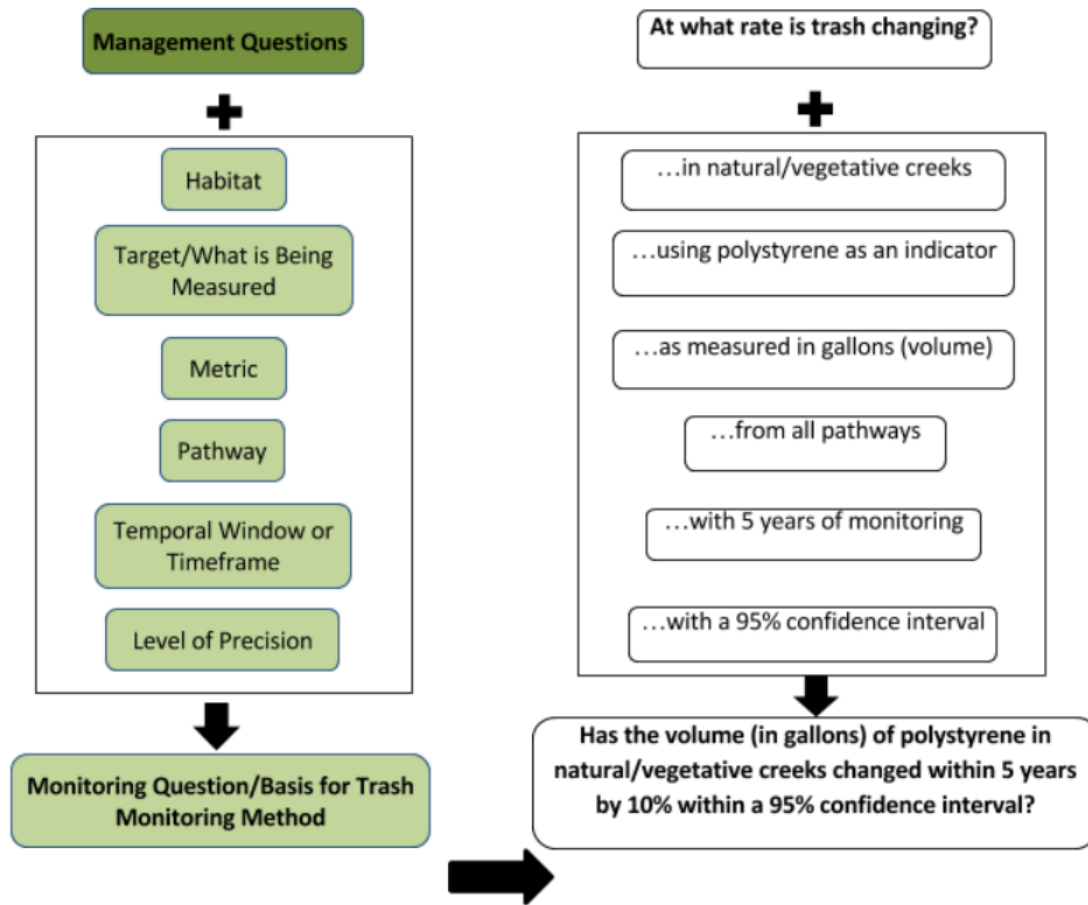 Management Questions
Habitat
Target/What is Being
Measured
Metric
Pathway
Temporal Window or
Timeframe
Level of Precision
Monitoring Question/Basis for Trash
Monitoring Method
At what rate is trash changing?
…in natural/vegetative creeks
…using polystyrene as an indicator
…as measured in gallons (volume)
…from all pathways
…with 5 years of monitoring
…with a 95% confidence interval
Has the volume (in gallons) of polystyrene in
natural/vegetative creeks changed within 5 years
by 10% within a 95% confidence interval?